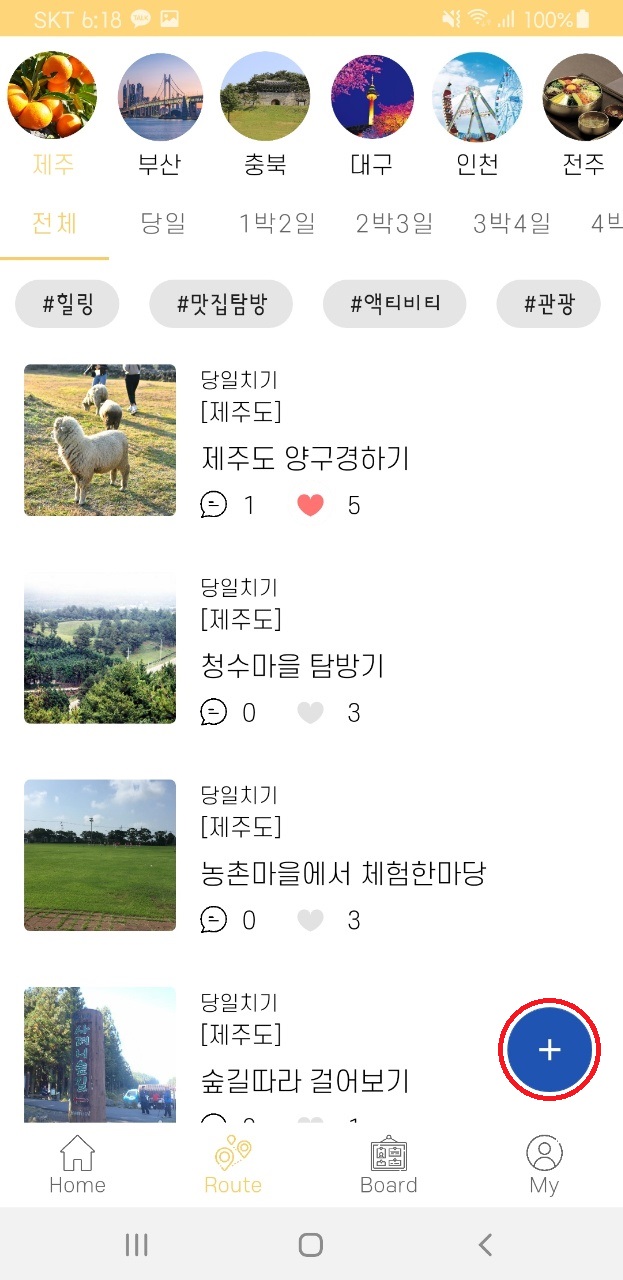 SKT 6:18 100%
제주 부산 충북 대구 인천 전주
전체 당일 1박2일 2박3일 3박4일 4박
#힐링 #맛집탐방 #액티비티 #관광
당일치기
[제주도]
제주도 양구경하기
1 5
당일치기
[제주도]
청수마을 탐방기
0 3
당일치기
[제주도]
농촌마을에서 체험한마당
0 3
사려니숲길
당일치기
[제주도]
숲길따라 걸어보기
+
Home Route Board My